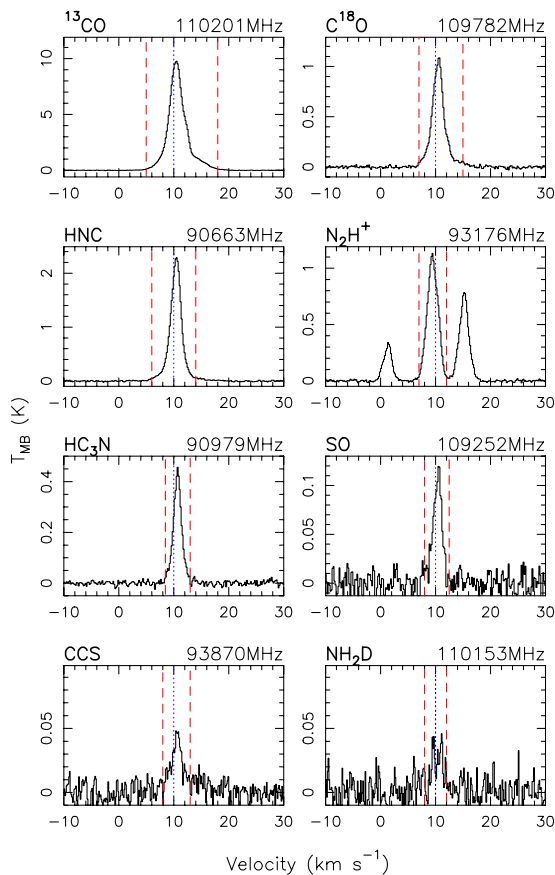 ¹³CO 110201MHz
C¹⁸O 109782MHz
0 5 10
−10 0 10 20 30
0 0.5 1
−10 0 10 20 30
HNC 90663MHz
N₂H⁺ 93176MHz
0 1 2
−10 0 10 20 30
0 0.5 1
−10 0 10 20 30
T_MB (K)
HC₃N 90979MHz
SO 109252MHz
0 0.2 0.4
−10 0 10 20 30
0 0.05 0.1
−10 0 10 20 30
CCS 93870MHz
NH₂D 110153MHz
0 0.05
−10 0 10 20 30
0 0.05
−10 0 10 20 30
Velocity (km s⁻¹)